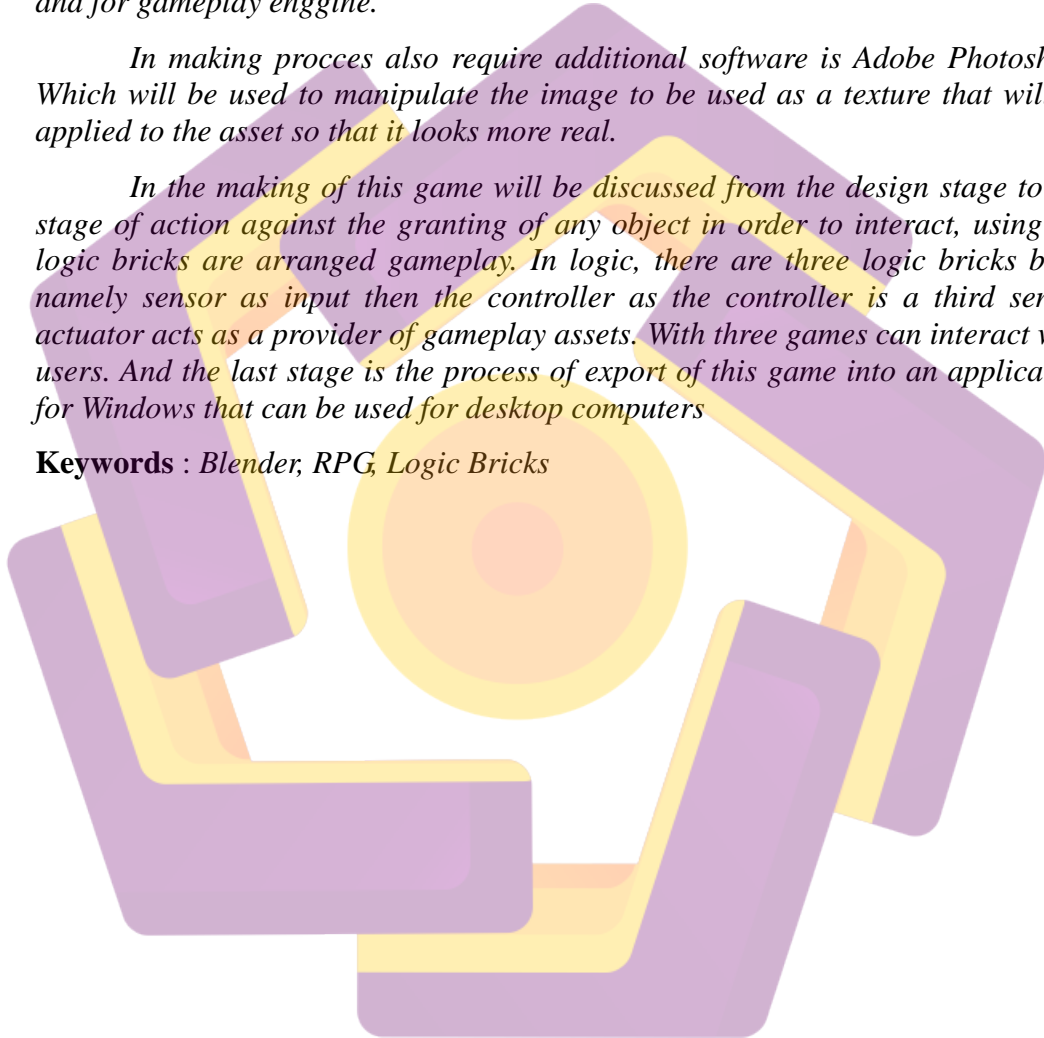 and for gameplay enggine.
In making procces also require additional software is Adobe
Which will be used to manipulate the image to be used as a texture that
applied to the asset so that it looks more real.
In the making of this game will be discussed from the design stage to
stage of action against the granting of any object in order to interact, using
logic bricks are arranged gameplay. In logic, there are three logic bricks
namely sensor as input then the controller as the controller is a third
actuator acts as a provider of gameplay assets. With three games can interact
users. And the last stage is the process of export of this game into an
for Windows that can be used for desktop computers
Keywords : Blender, RPG, Logic Bricks